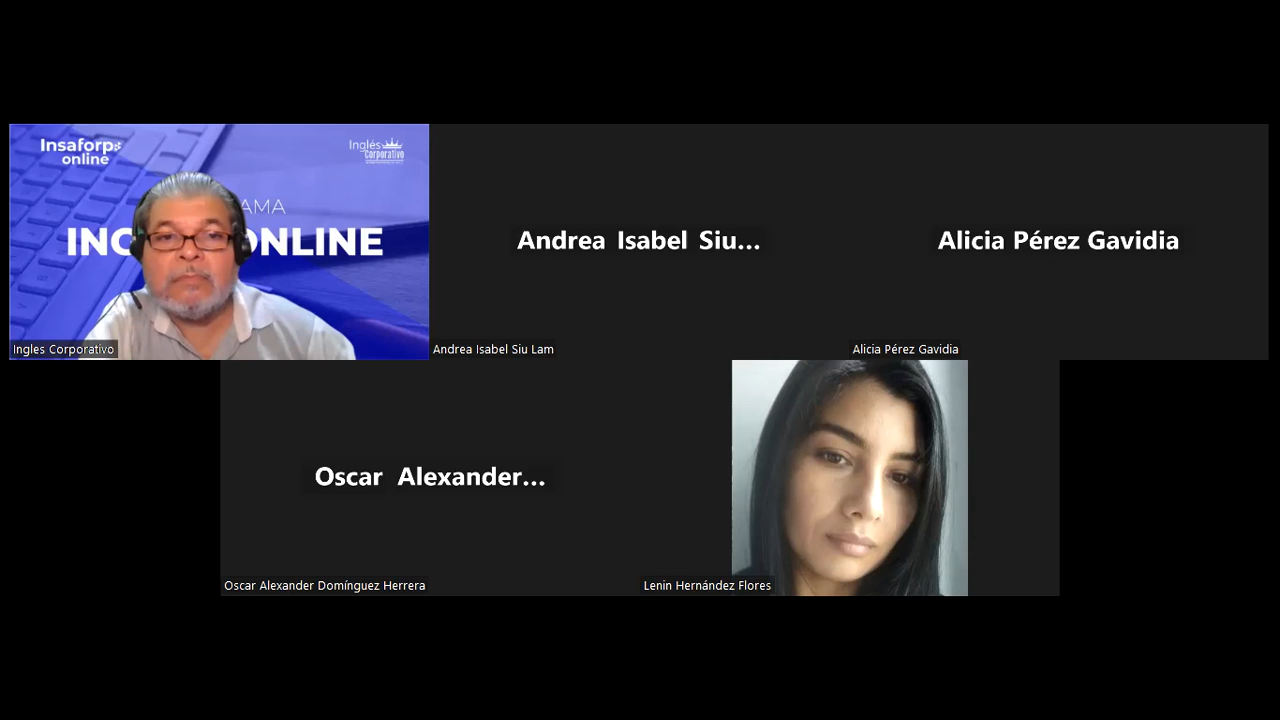 Insaforp
online
Inglés
Corporativo
AMA
ING ONLINE
Andrea Isabel Siu...
Alicia Pérez Gavidia
Ingles Corporativo
Andrea Isabel Siu Lam
Alicia Pérez Gavidia
Oscar Alexander...
Oscar Alexander Domínguez Herrera
Lenin Hernández Flores